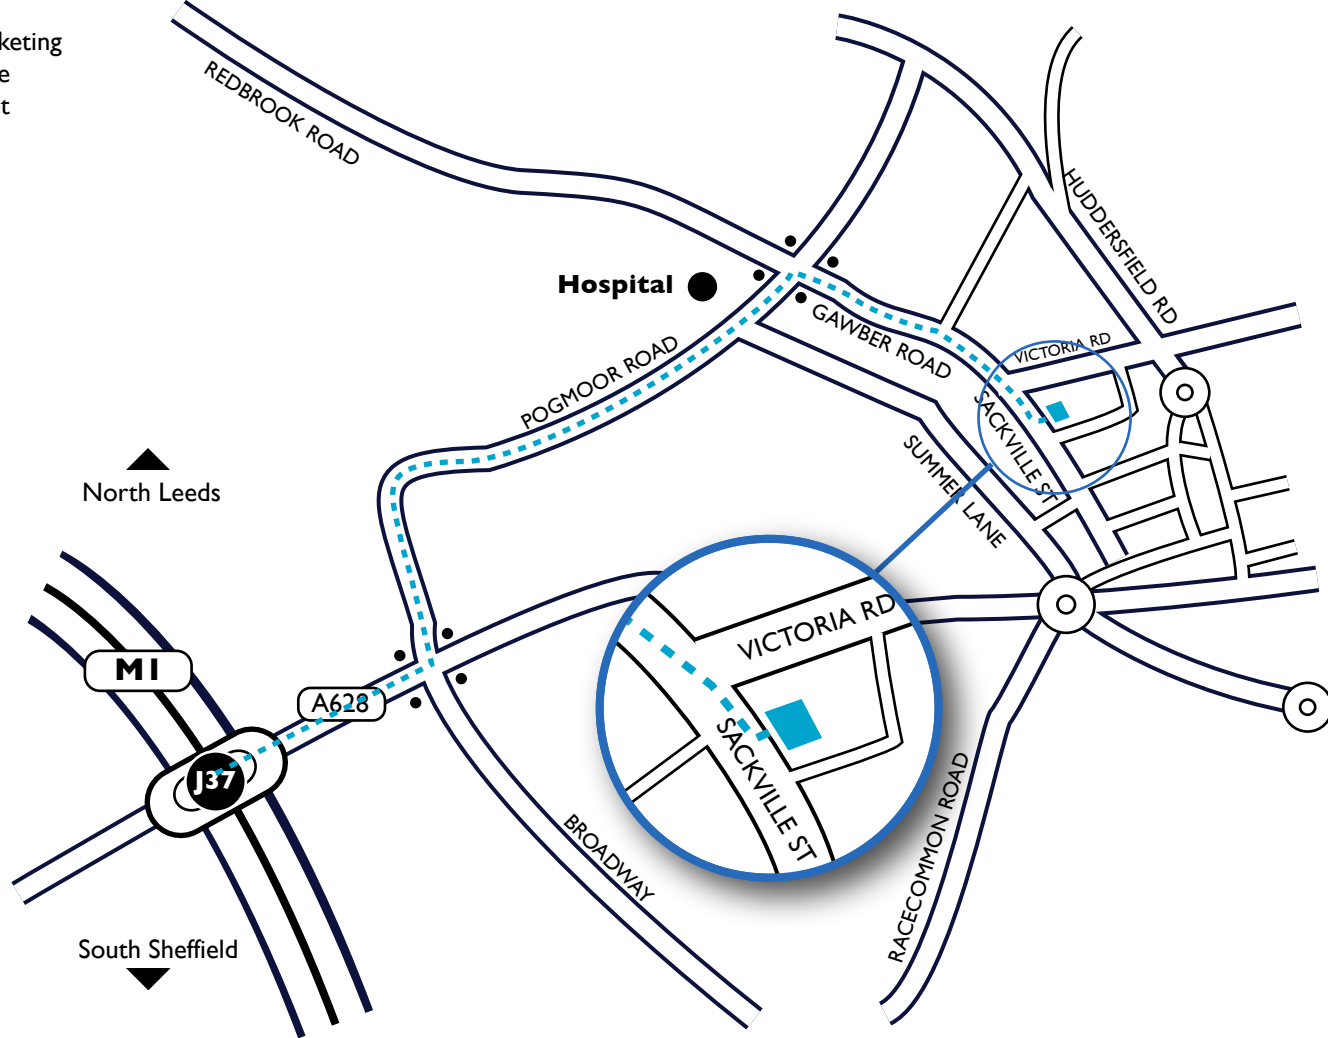 keting
e
t
REDBROOK ROAD
HUDDERSFIELD RD
Hospital
GAWBER ROAD
VICTORIA RD
POGMOOR ROAD
SACKVILLE ST
SUMMER LANE
North Leeds
VICTORIA RD
M1
A628
SACKVILLE ST
J37
BROADWAY
RACECOMMON ROAD
South Sheffield